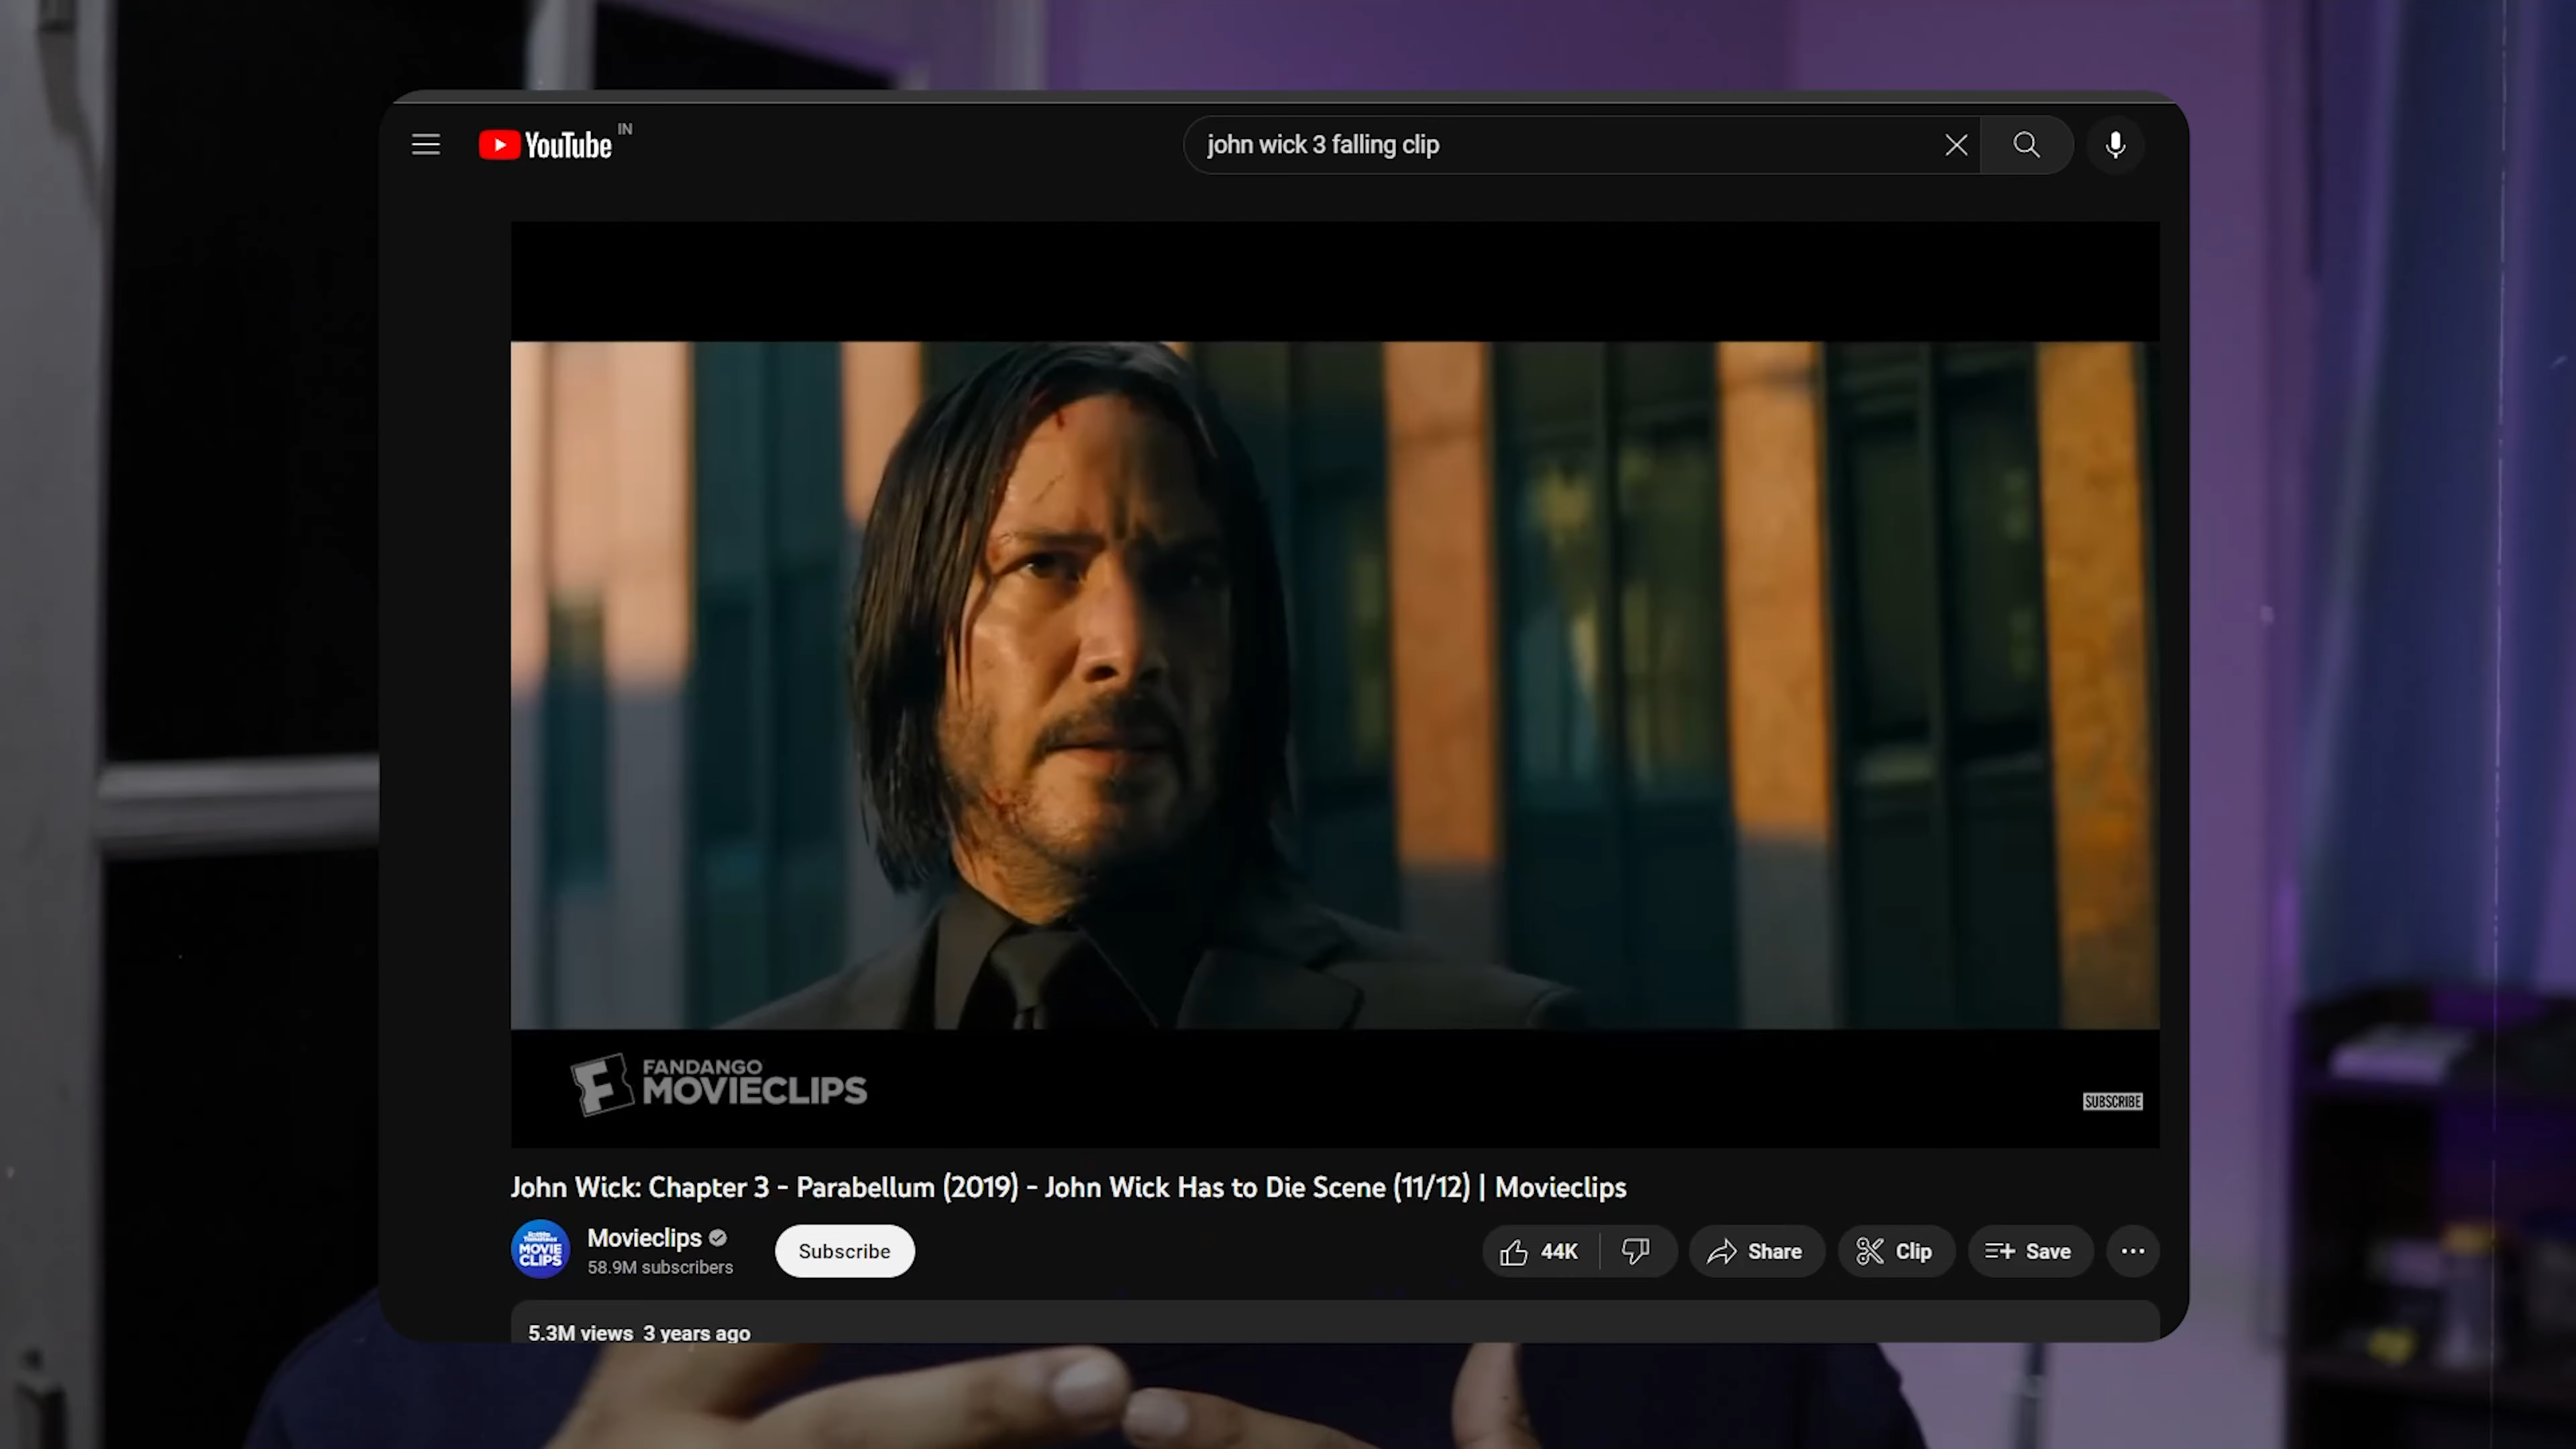 YouTube IN
john wick 3 falling clip
FANDANGO
MOVIECLIPS
SUBSCRIBE
John Wick: Chapter 3 - Parabellum (2019) - John Wick Has to Die Scene (11/12) | Movieclips
MOVIE
CLIPS
Movieclips
58.9M subscribers
Subscribe
44K
Share
Clip
Save
5.3M views 3 years ago